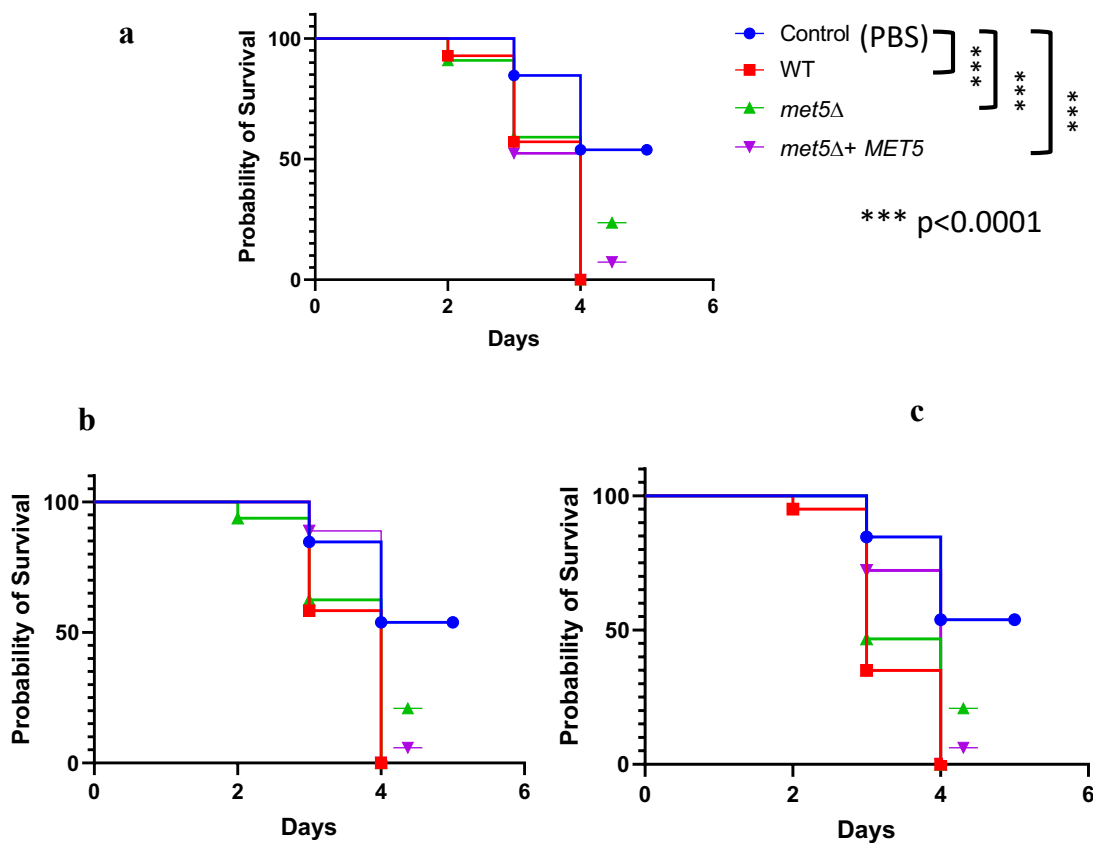 a
Probability of Survival
100
50
0
0 2 4 6
Days
Control (PBS)
WT
met5Δ
met5Δ+ MET5
***
***
***
*** p<0.0001
b
Probability of Survival
100
50
0
0 2 4 6
Days
c
Probability of Survival
100
50
0
0 2 4 6
Days